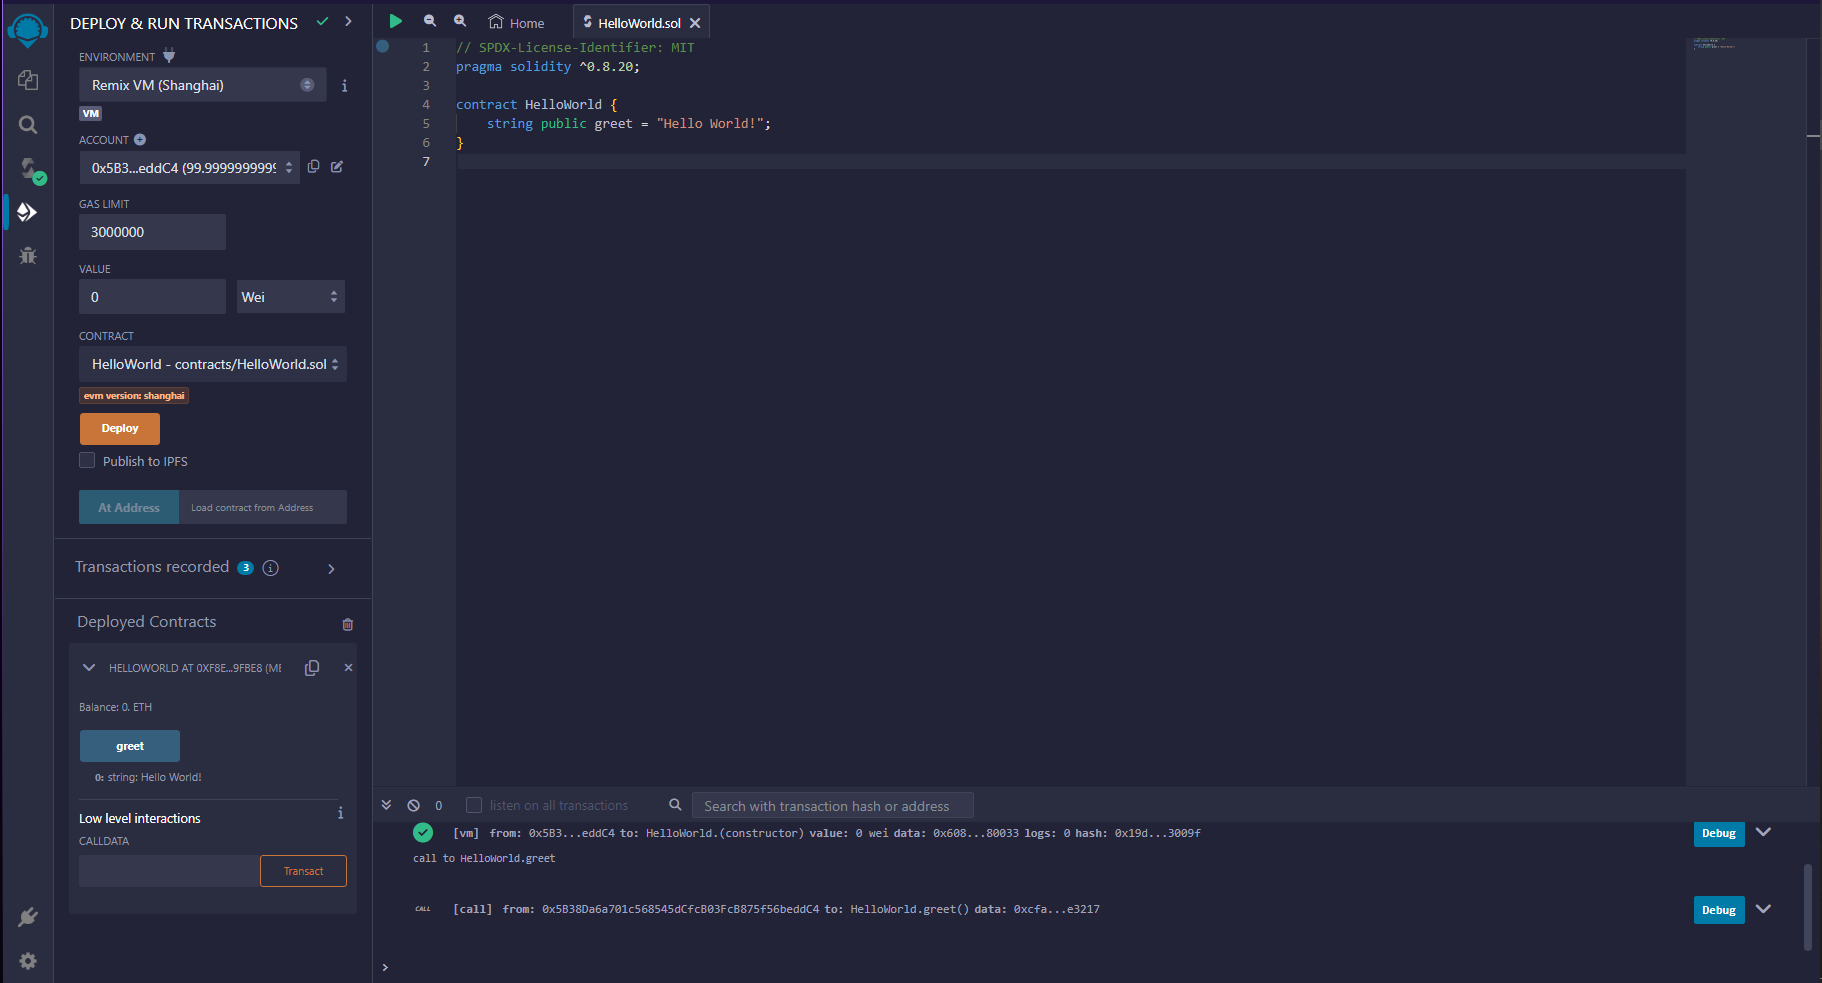 DEPLOY & RUN TRANSACTIONS
ENVIRONMENT
Remix VM (Shanghai)
VM
ACCOUNT
0x5B3...eddC4 (99.9999999999
GAS LIMIT
3000000
VALUE
0
Wei
CONTRACT
HelloWorld - contracts/HelloWorld.sol
evm version: shanghai
Deploy
Publish to IPFS
At Address
Load contract from Address
Transactions recorded 3
Deployed Contracts
HELLOWORLD AT 0XF8E...9FBE8 (ME
Balance: 0. ETH
greet
0: string: Hello World!
Low level interactions
CALLDATA
Transact
Home
HelloWorld.sol
1 // SPDX-License-Identifier: MIT
2 pragma solidity ^0.8.20;
3
4 contract HelloWorld {
5 string public greet = "Hello World!";
6 }
7
0
listen on all transactions
Search with transaction hash or address
[vm] from: 0x5B3...eddC4 to: HelloWorld.(constructor) value: 0 wei data: 0x608...80033 logs: 0 hash: 0x19d...3009f
Debug
call to HelloWorld.greet
CALL [call] from: 0x5B38Da6a701c568545dCfcB03FcB875f56beddC4 to: HelloWorld.greet() data: 0xcfa...e3217
Debug
>